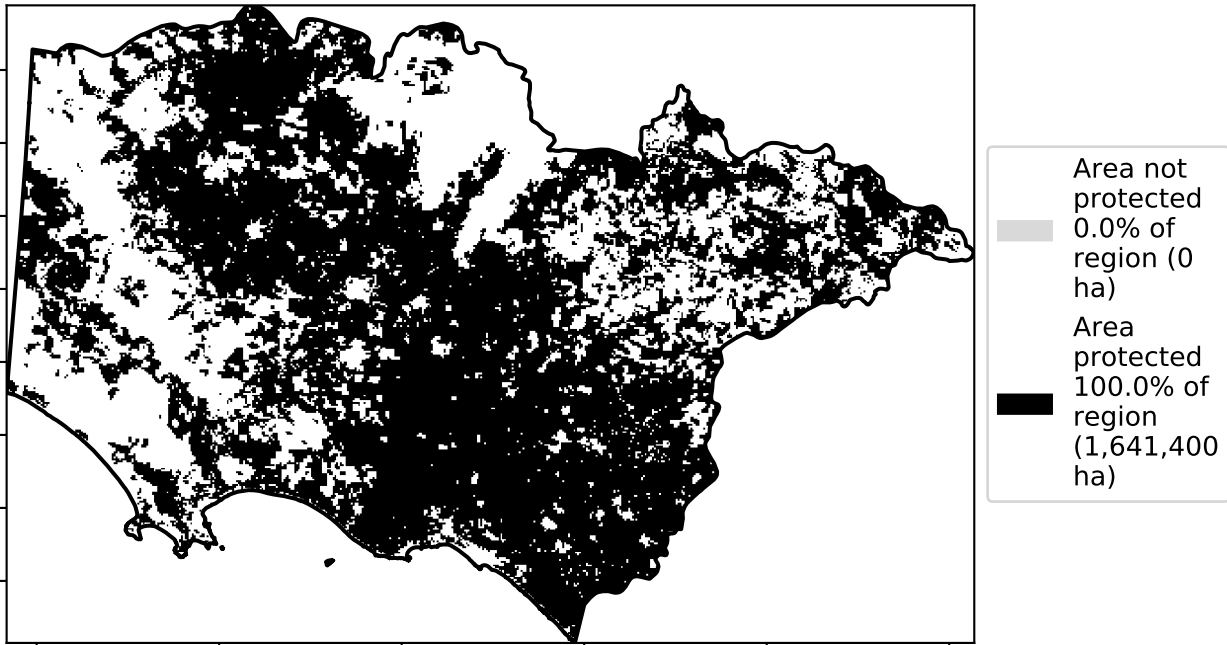 Area not
protected
0.0% of
region (0
ha)
Area
protected
100.0% of
region
(1,641,400
ha)